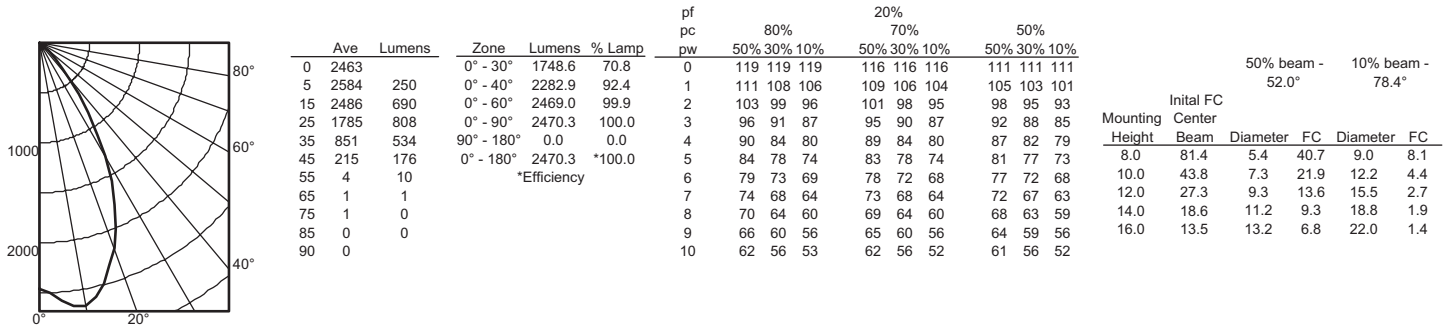 80°
60°
40°
20°
0°
1000
2000
Ave Lumens
0 2463
5 2584 250
15 2486 690
25 1785 808
35 851 534
45 215 176
55 4 10
65 1 1
75 1 0
85 0 0
90 0
Zone Lumens % Lamp
0° - 30° 1748.6 70.8
0° - 40° 2282.9 92.4
0° - 60° 2469.0 99.9
0° - 90° 2470.3 100.0
90° - 180° 0.0 0.0
0° - 180° 2470.3 *100.0
*Efficiency
pf 20%
pc 80% 70% 50%
pw 50% 30% 10% 50% 30% 10% 50% 30% 10%
0 119 119 119 116 116 116 111 111 111
1 111 108 106 109 106 104 105 103 101
2 103 99 96 101 98 95 98 95 93
3 96 91 87 95 90 87 92 88 85
4 90 84 80 89 84 80 87 82 79
5 84 78 74 83 78 74 81 77 73
6 79 73 69 78 72 68 77 72 68
7 74 68 64 73 68 64 72 67 63
8 70 64 60 69 64 60 68 63 59
9 66 60 56 65 60 56 64 59 56
10 62 56 53 62 56 52 61 56 52
50% beam - 10% beam -
52.0° 78.4°
Inital FC
Mounting Center
Height Beam Diameter FC Diameter FC
8.0 81.4 5.4 40.7 9.0 8.1
10.0 43.8 7.3 21.9 12.2 4.4
12.0 27.3 9.3 13.6 15.5 2.7
14.0 18.6 11.2 9.3 18.8 1.9
16.0 13.5 13.2 6.8 22.0 1.4